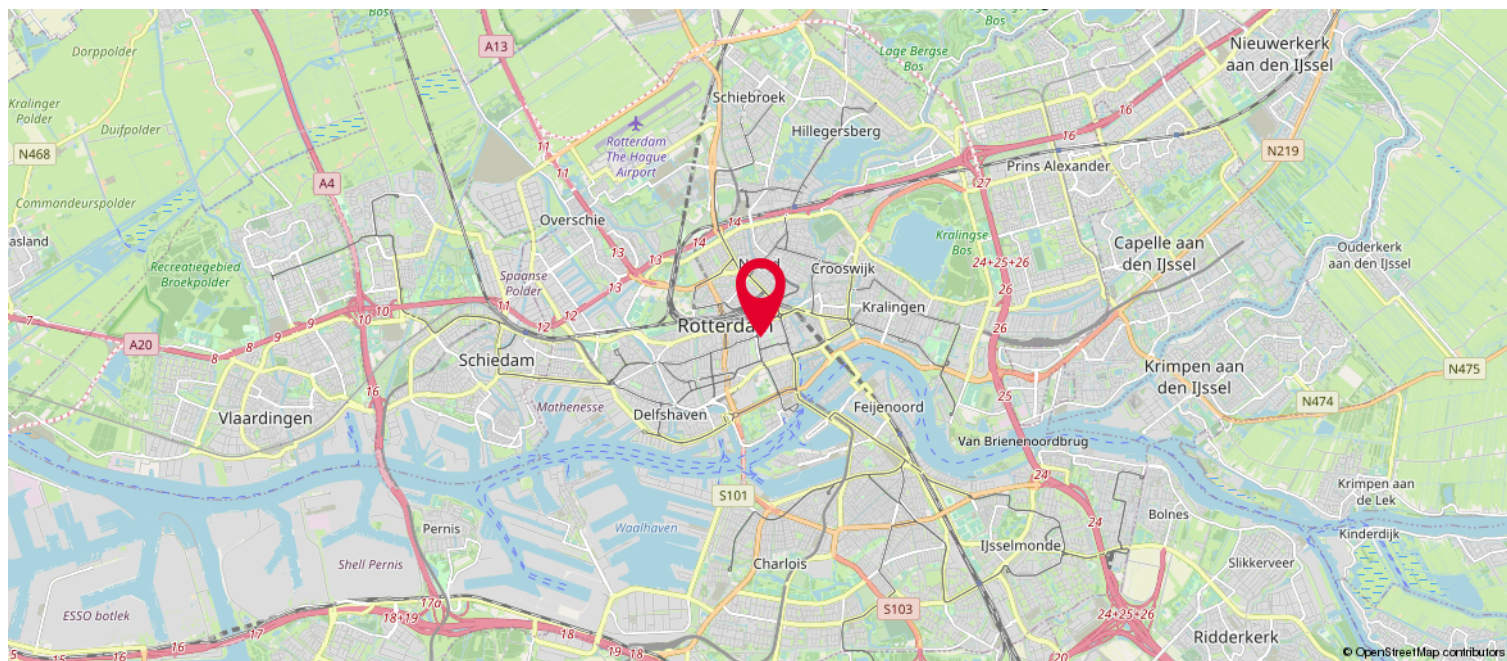 Dorppolder
Bos
Bos
A13
Lage Bergse
Bos
Nieuwerkerk
aan den IJssel
Kralinger
Polder
Duifpolder
Schiebroek
Hillegersberg
16
16
N468
11
11
Rotterdam
The Hague
Airport
N219
A4
27
Prins Alexander
Commandeurspolder
Overschie
14
14
Kralingse
Bos
asland
Capelle aan
den IJssel
Ouderkerk
aan den IJssel
Recreatiegebied
Broekpolder
13
13
13
Spaanse
Polder
24+25+26
26
Crooswijk
Kralingen
7
8
8
9
9
10
10
11
12
12
A20
Rotterdam
26
Schiedam
Krimpen aan
den IJssel
N475
16
25
N474
Vlaardingen
Mathenesse
Delfshaven
Feijenoord
Van Brienenoordbrug
24
S101
Krimpen aan
de Lek
Pernis
Waalhaven
24
Bolnes
Kinderdijk
Shell Pernis
Charlois
IJsselmonde
Slikkerveer
ESSO botlek
17a
18+19
S103
24+25+26
Ridderkerk
15
16
16
17
18
18
19
20
© OpenStreetMap contributors